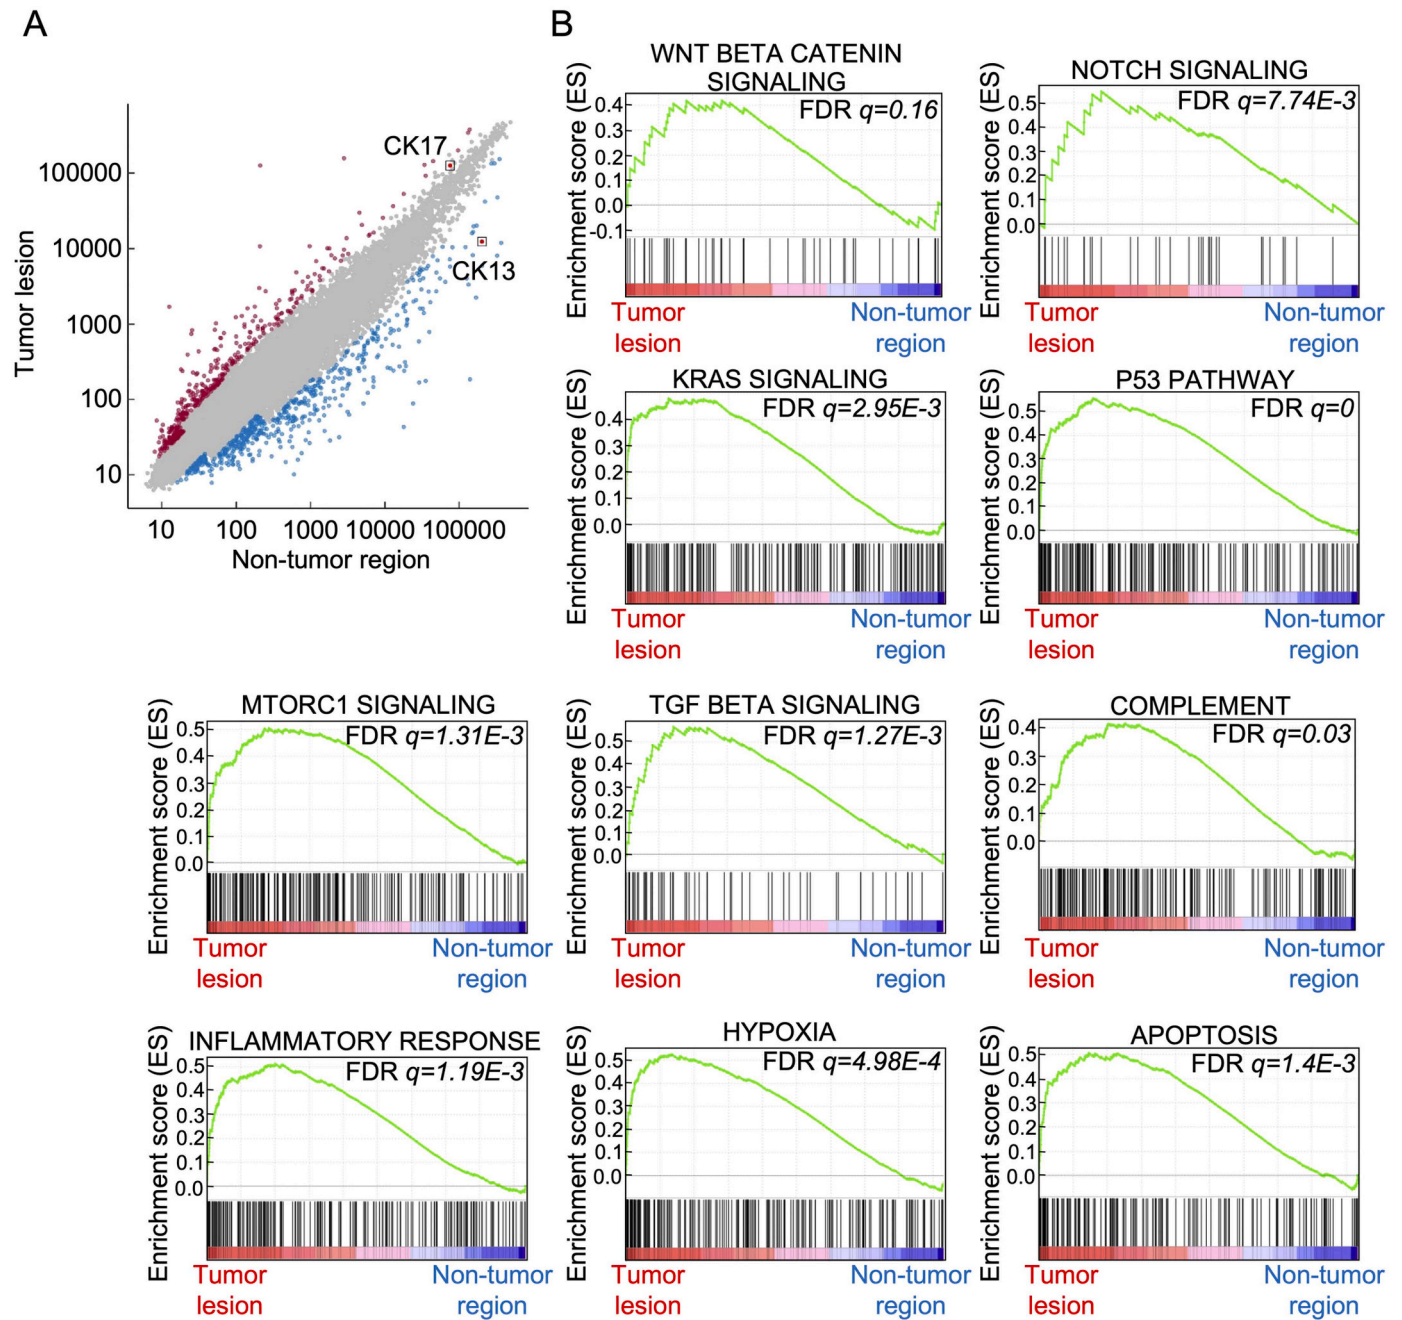 A
Tumor lesion
100000
10000
1000
100
10
CK17
CK13
10 100 1000 10000 100000
Non-tumor region
B
WNT BETA CATENIN
SIGNALING
FDR q=0.16
Enrichment score (ES)
0.4
0.3
0.2
0.1
0.0
-0.1
Tumor
lesion
Non-tumor
region
NOTCH SIGNALING
FDR q=7.74E-3
Enrichment score (ES)
0.5
0.4
0.3
0.2
0.1
0.0
Tumor
lesion
Non-tumor
region
KRAS SIGNALING
FDR q=2.95E-3
Enrichment score (ES)
0.4
0.3
0.2
0.1
0.0
Tumor
lesion
Non-tumor
region
P53 PATHWAY
FDR q=0
Enrichment score (ES)
0.5
0.4
0.3
0.2
0.1
0.0
Tumor
lesion
Non-tumor
region
MTORC1 SIGNALING
FDR q=1.31E-3
Enrichment score (ES)
0.5
0.4
0.3
0.2
0.1
0.0
Tumor
lesion
Non-tumor
region
TGF BETA SIGNALING
FDR q=1.27E-3
Enrichment score (ES)
0.5
0.4
0.3
0.2
0.1
0.0
Tumor
lesion
Non-tumor
region
COMPLEMENT
FDR q=0.03
Enrichment score (ES)
0.4
0.3
0.2
0.1
0.0
Tumor
lesion
Non-tumor
region
INFLAMMATORY RESPONSE
FDR q=1.19E-3
Enrichment score (ES)
0.5
0.4
0.3
0.2
0.1
0.0
Tumor
lesion
Non-tumor
region
HYPOXIA
FDR q=4.98E-4
Enrichment score (ES)
0.5
0.4
0.3
0.2
0.1
0.0
Tumor
lesion
Non-tumor
region
APOPTOSIS
FDR q=1.4E-3
Enrichment score (ES)
0.5
0.4
0.3
0.2
0.1
0.0
Tumor
lesion
Non-tumor
region